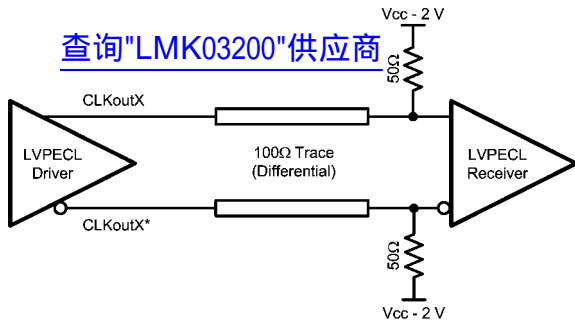 Vcc - 2 V
查询"LMK03200"供应商
50Ω
CLKoutX
LVPECL
Driver
100Ω Trace
(Differential)
LVPECL
Receiver
CLKoutX*
50Ω
Vcc - 2 V